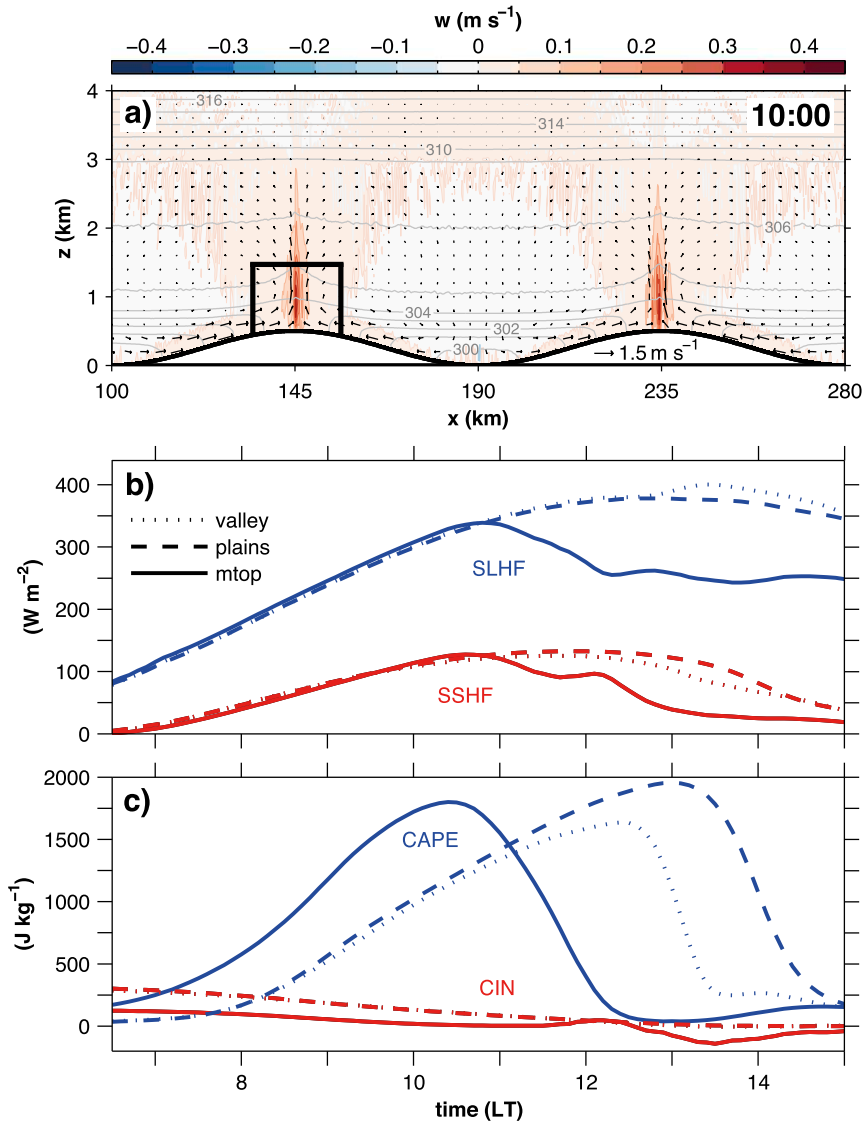 w (m s⁻¹)
−0.4 −0.3 −0.2 −0.1 0 0.1 0.2 0.3 0.4
a)
10:00
316
314
310
306
304
302
300
→ 1.5 m s⁻¹
4
3
2
1
0
z (km)
100 145 190 235 280
x (km)
b)
valley
plains
mtop
SLHF
SSHF
400
300
200
100
0
(W m⁻²)
c)
CAPE
CIN
2000
1500
1000
500
0
(J kg⁻¹)
8 10 12 14
time (LT)